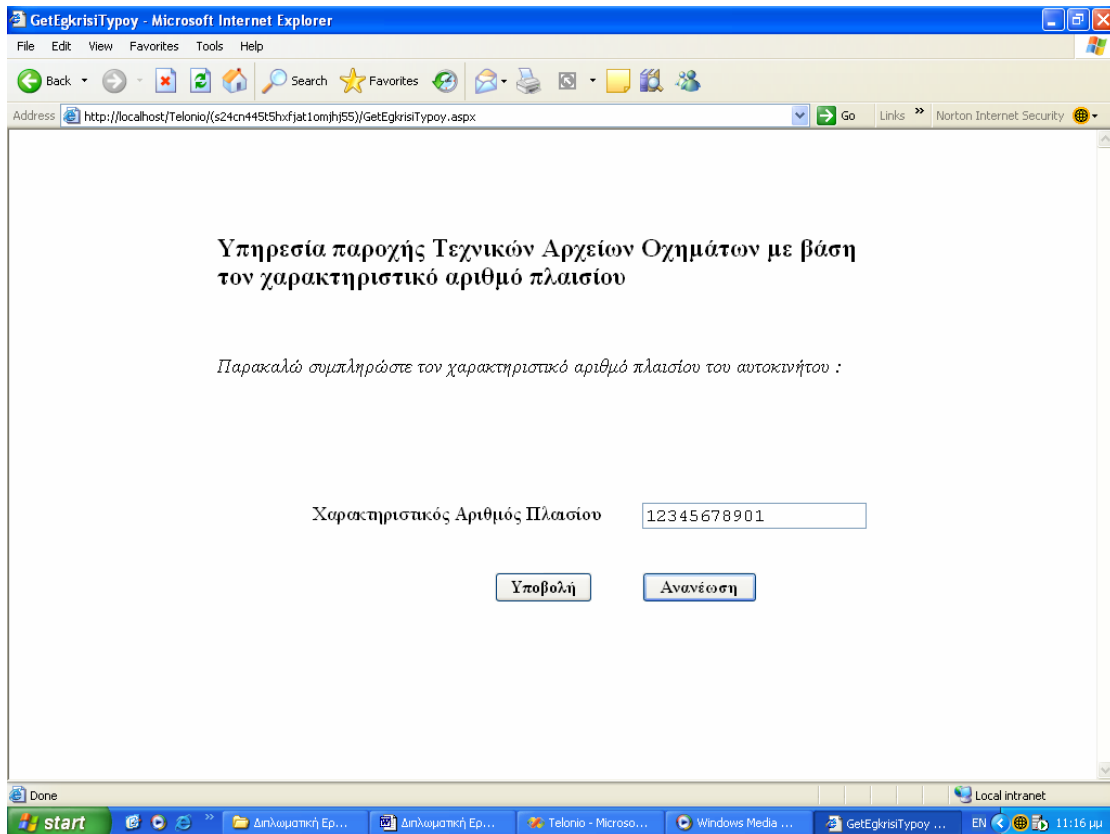 GetEgkrisiTypoy - Microsoft Internet Explorer
File Edit View Favorites Tools Help
Back Search Favorites
Address http://localhost/Telonio/(s24cn445t5hxfjat1omjhj55)/GetEgkrisiTypoy.aspx Go Links » Norton Internet Security
Υπηρεσία παροχής Τεχνικών Αρχείων Οχημάτων με βάση
τον χαρακτηριστικό αριθμό πλαισίου
Παρακαλώ συμπληρώστε τον χαρακτηριστικό αριθμό πλαισίου του αυτοκινήτου :
Χαρακτηριστικός Αριθμός Πλαισίου 12345678901
Υποβολή Ανανέωση
Done Local intranet
start » Διπλωματική Ερ... Διπλωματική Ερ... Telonio - Microso... Windows Media ... GetEgkrisiTypoy ... EN 11:16 μμ